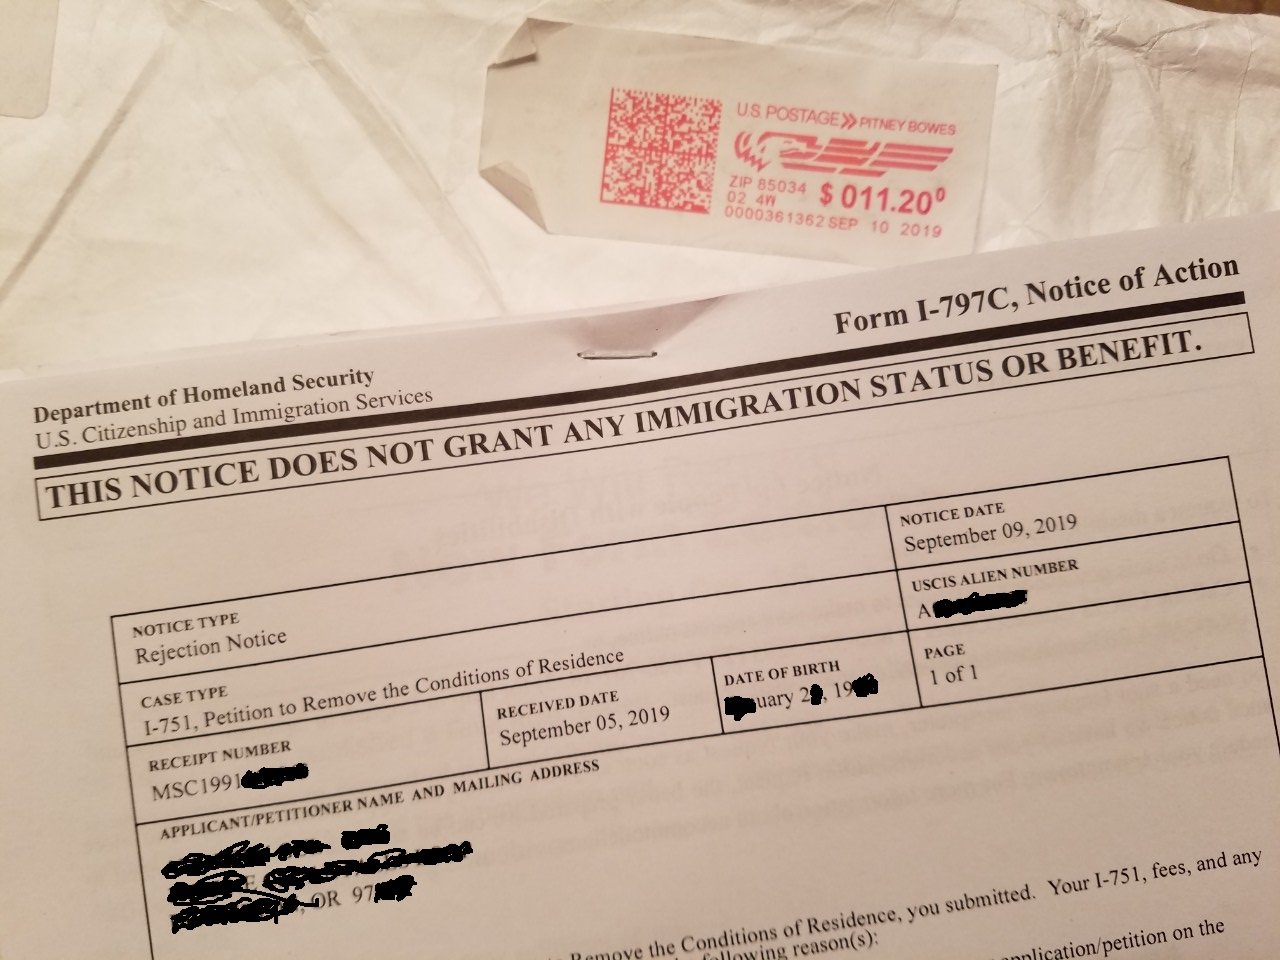 U.S. POSTAGE >> PITNEY BOWES
ZIP 85034 $ 011.20⁰
02 4W
0000361362 SEP 10 2019
Form I-797C, Notice of Action
Department of Homeland Security
U.S. Citizenship and Immigration Services
THIS NOTICE DOES NOT GRANT ANY IMMIGRATION STATUS OR BENEFIT.
NOTICE TYPE
Rejection Notice
NOTICE DATE
September 09, 2019
CASE TYPE
I-751, Petition to Remove the Conditions of Residence
USCIS ALIEN NUMBER
A
RECEIPT NUMBER
MSC1991
RECEIVED DATE
September 05, 2019
DATE OF BIRTH
uary 2 , 19
PAGE
1 of 1
APPLICANT/PETITIONER NAME AND MAILING ADDRESS
E
, OR 97
Remove the Conditions of Residence, you submitted. Your I-751, fees, and any
following reason(s):
application/petition on the